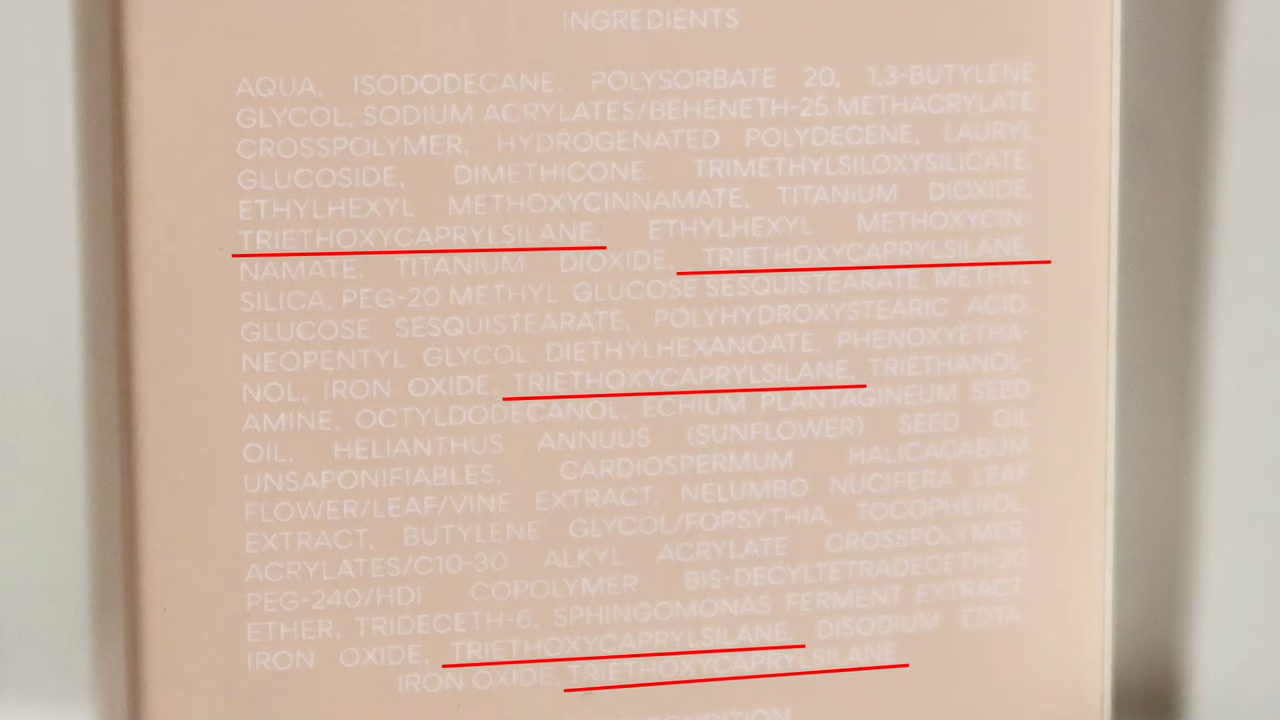 INGREDIENTS
AQUA, ISODODECANE, POLYSORBATE 20, 1,3-BUTYLENE
GLYCOL, SODIUM ACRYLATES/BEHENETH-25 METHACRYLATE
CROSSPOLYMER, HYDROGENATED POLYDECENE, LAURYL
GLUCOSIDE, DIMETHICONE, TRIMETHYLSILOXYSILICATE,
ETHYLHEXYL METHOXYCINNAMATE, TITANIUM DIOXIDE,
TRIETHOXYCAPRYLSILANE, ETHYLHEXYL METHOXYCIN-
NAMATE, TITANIUM DIOXIDE, TRIETHOXYCAPRYLSILANE,
SILICA, PEG-20 METHYL GLUCOSE SESQUISTEARATE, METHYL
GLUCOSE SESQUISTEARATE, POLYHYDROXYSTEARIC ACID,
NEOPENTYL GLYCOL DIETHYLHEXANOATE, PHENOXYETHA-
NOL, IRON OXIDE, TRIETHOXYCAPRYLSILANE, TRIETHANOL-
AMINE, OCTYLDODECANOL, ECHIUM PLANTAGINEUM SEED
OIL, HELIANTHUS ANNUUS (SUNFLOWER) SEED OIL
UNSAPONIFIABLES, CARDIOSPERMUM HALICACABUM
FLOWER/LEAF/VINE EXTRACT, NELUMBO NUCIFERA LEAF
EXTRACT, BUTYLENE GLYCOL/FORSYTHIA, TOCOPHEROL,
ACRYLATES/C10-30 ALKYL ACRYLATE CROSSPOLYMER,
PEG-240/HDI COPOLYMER BIS-DECYLTETRADECETH-20
ETHER, TRIDECETH-6, SPHINGOMONAS FERMENT EXTRACT,
IRON OXIDE, TRIETHOXYCAPRYLSILANE, DISODIUM EDTA,
IRON OXIDE, TRIETHOXYCAPRYLSILANE